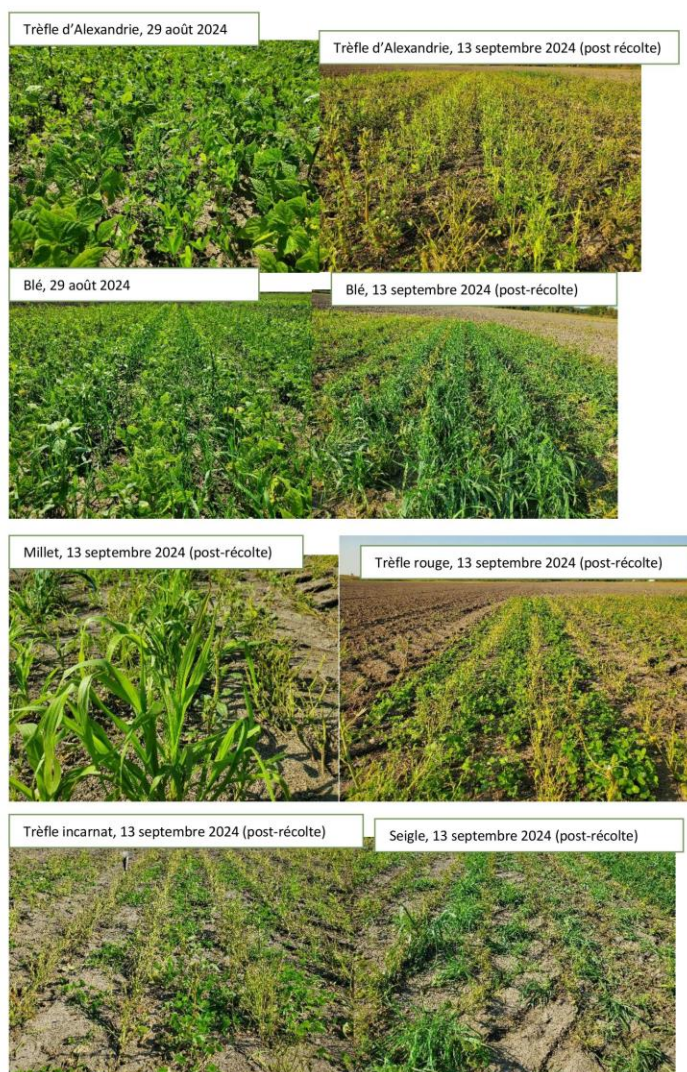 Trèfle d'Alexandrie, 29 août 2024
Trèfle d'Alexandrie, 13 septembre 2024 (post récolte)
Blé, 29 août 2024
Blé, 13 septembre 2024 (post-récolte)
Millet, 13 septembre 2024 (post-récolte)
Trèfle rouge, 13 septembre 2024 (post-récolte)
Trèfle incarnat, 13 septembre 2024 (post-récolte)
Seigle, 13 septembre 2024 (post-récolte)